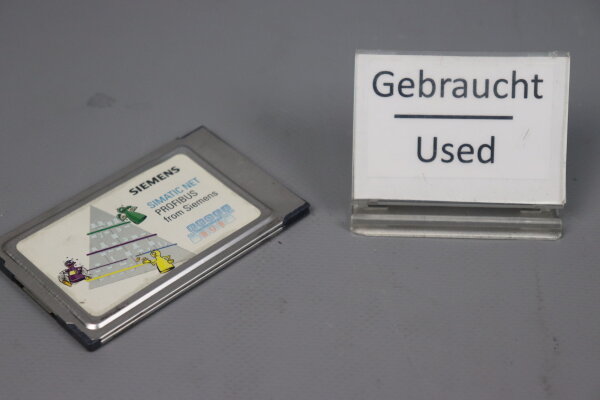 SIEMENS
SIMATIC NET
PROFIBUS
from Siemens
Gebraucht
Used